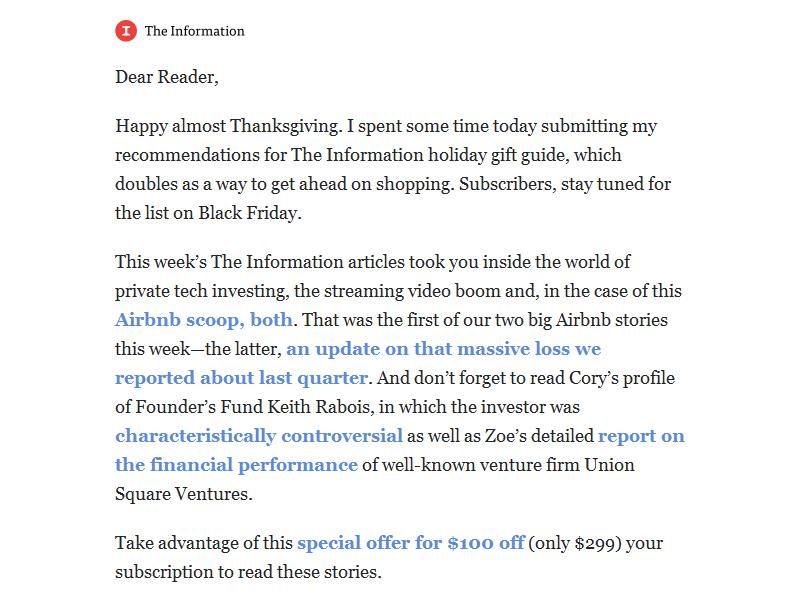 The Information
Dear Reader,
Happy almost Thanksgiving. I spent some time today submitting my
recommendations for The Information holiday gift guide, which
doubles as a way to get ahead on shopping. Subscribers, stay tuned for
the list on Black Friday.
This week’s The Information articles took you inside the world of
private tech investing, the streaming video boom and, in the case of this
Airbnb scoop, both. That was the first of our two big Airbnb stories
this week—the latter, an update on that massive loss we
reported about last quarter. And don’t forget to read Cory’s profile
of Founder’s Fund Keith Rabois, in which the investor was
characteristically controversial as well as Zoe’s detailed report on
the financial performance of well-known venture firm Union
Square Ventures.
Take advantage of this special offer for $100 off (only $299) your
subscription to read these stories.